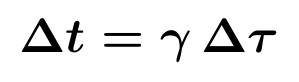 Δt = γ Δτ